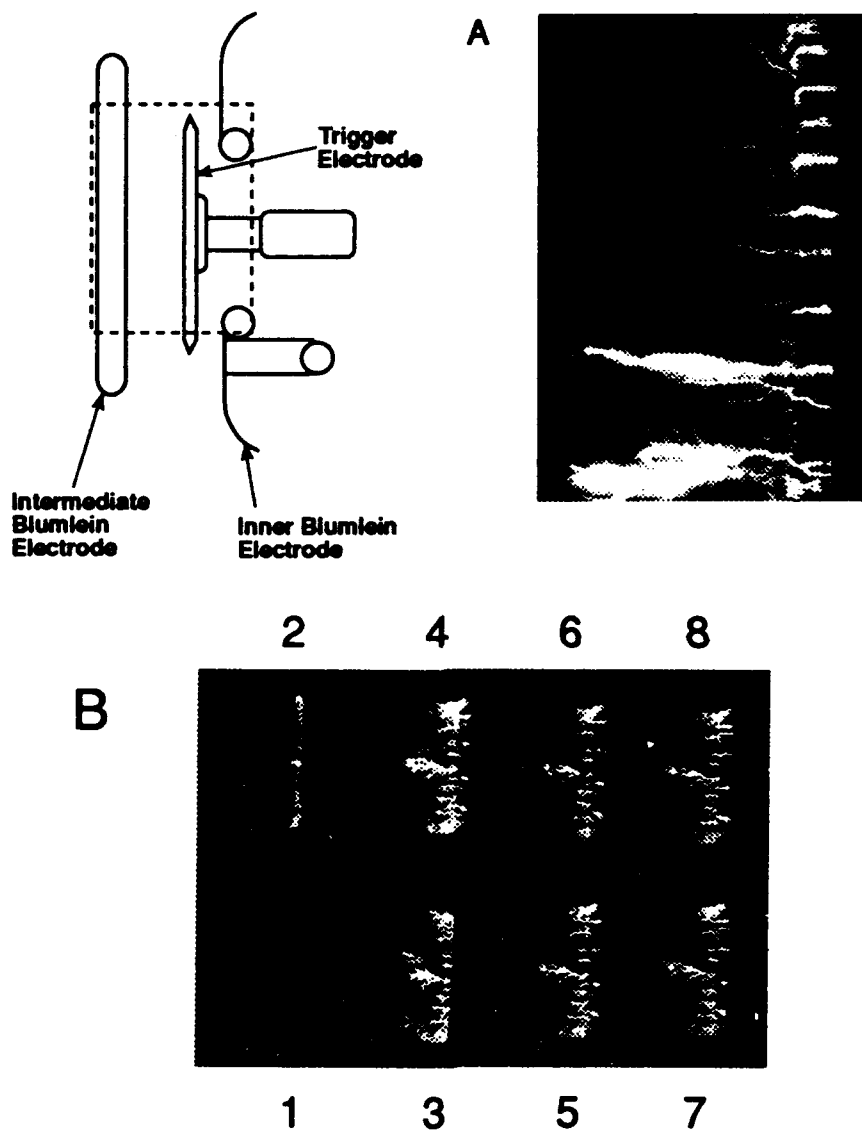 A
Trigger
Electrode
Intermediate
Blumlein
Electrode
Inner Blumlein
Electrode
2 4 6 8
B
1 3 5 7